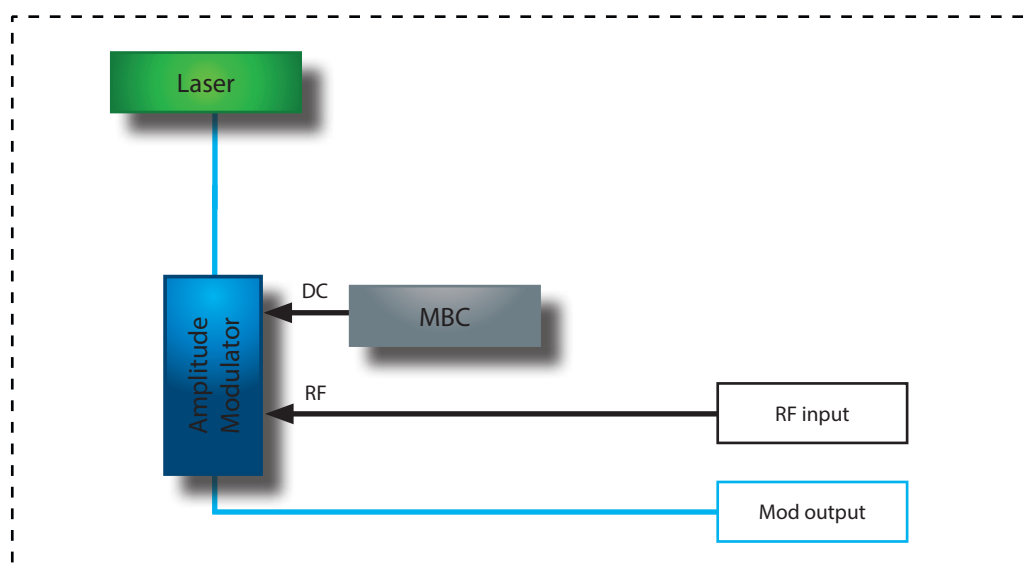 Laser
DC
MBC
Amplitude
Modulator
RF
RF input
Mod output